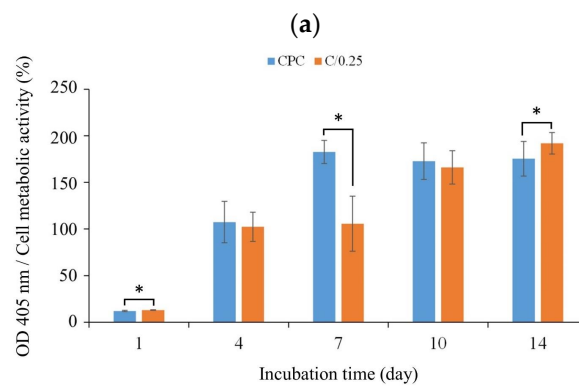 (a)
CPC C/0.25
OD 405 nm / Cell metabolic activity (%)
250
200
150
100
50
0
* * *
1 4 7 10 14
Incubation time (day)